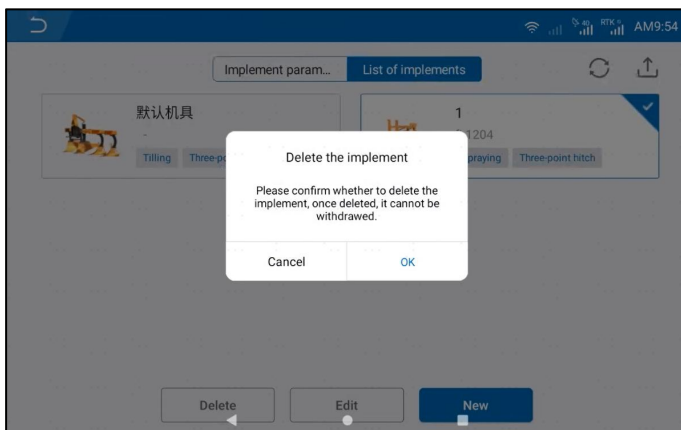 40 RTK AM9:54
Implement param... List of implements
默认机具 1
- 1204
Tilling Three-po praying Three-point hitch
Delete the implement
Please confirm whether to delete the
implement, once deleted, it cannot be
withdrawed.
Cancel OK
Delete Edit New